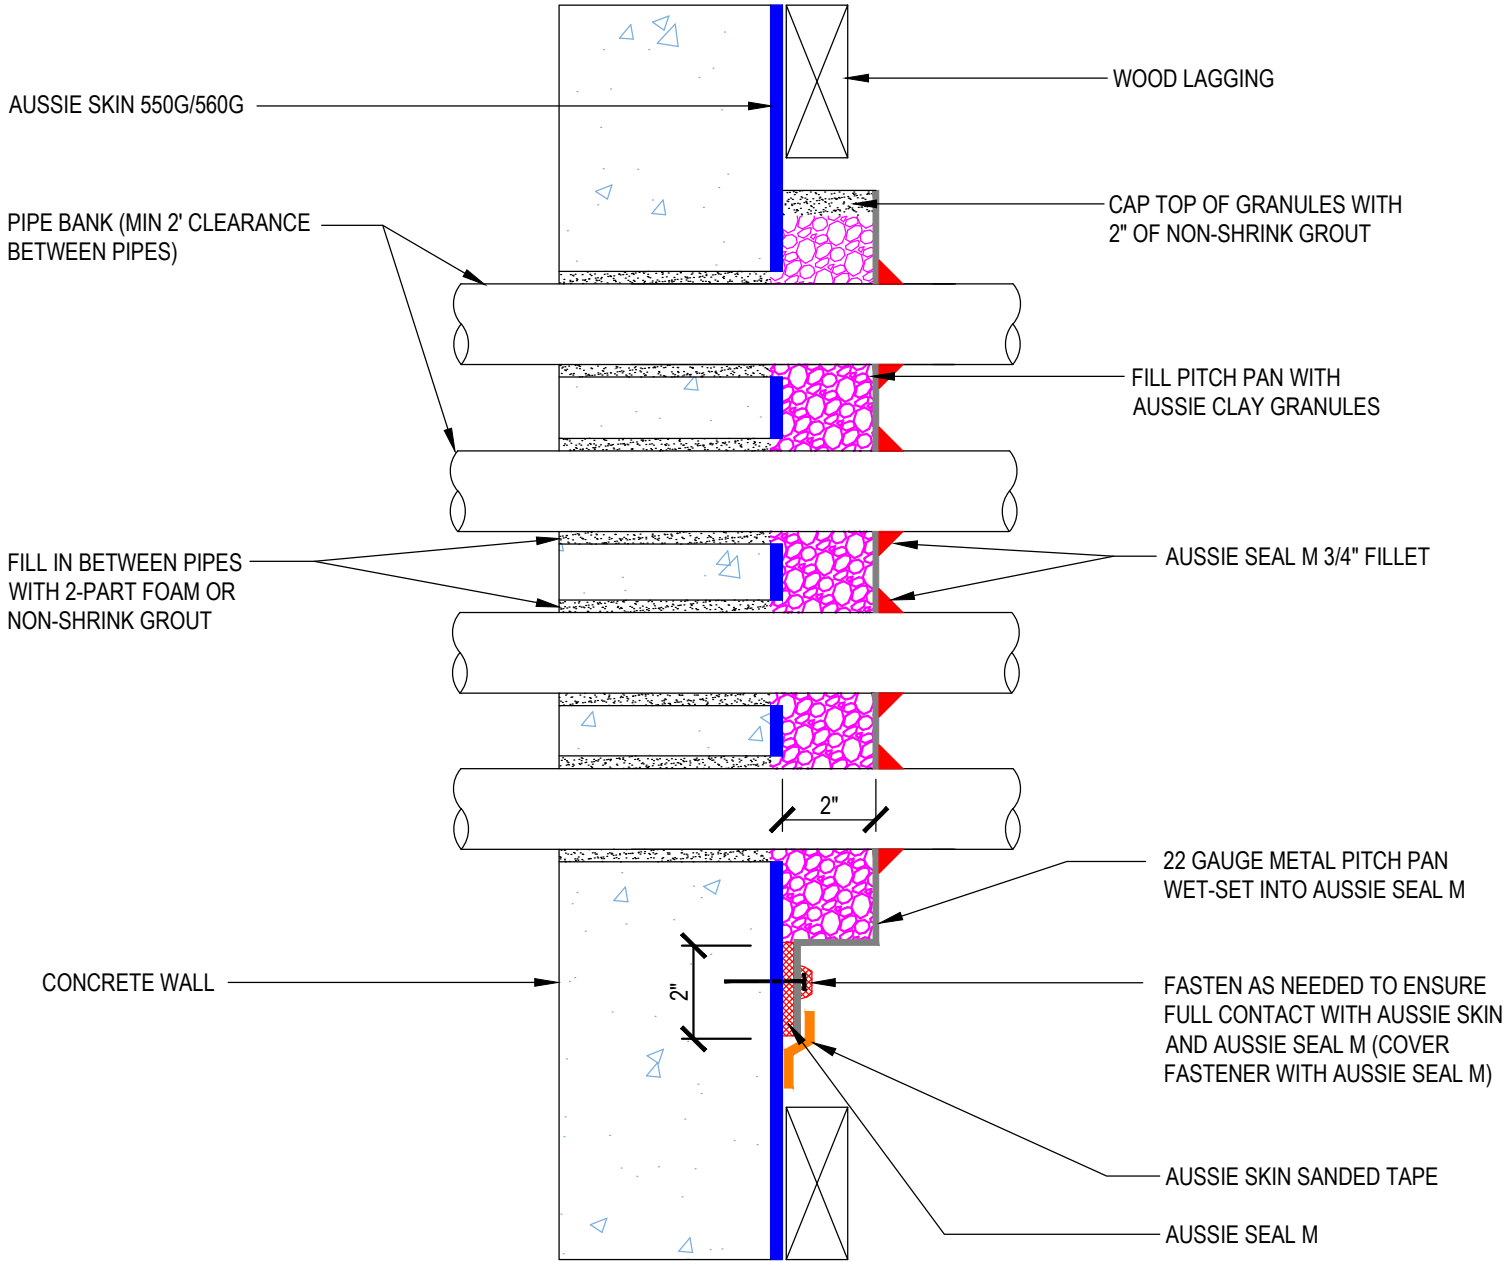 AUSSIE SKIN 550G/560G
PIPE BANK (MIN 2' CLEARANCE
BETWEEN PIPES)
FILL IN BETWEEN PIPES
WITH 2-PART FOAM OR
NON-SHRINK GROUT
CONCRETE WALL
2"
2"
WOOD LAGGING
CAP TOP OF GRANULES WITH
2" OF NON-SHRINK GROUT
FILL PITCH PAN WITH
AUSSIE CLAY GRANULES
AUSSIE SEAL M 3/4" FILLET
22 GAUGE METAL PITCH PAN
WET-SET INTO AUSSIE SEAL M
FASTEN AS NEEDED TO ENSURE
FULL CONTACT WITH AUSSIE SKIN
AND AUSSIE SEAL M (COVER
FASTENER WITH AUSSIE SEAL M)
AUSSIE SKIN SANDED TAPE
AUSSIE SEAL M